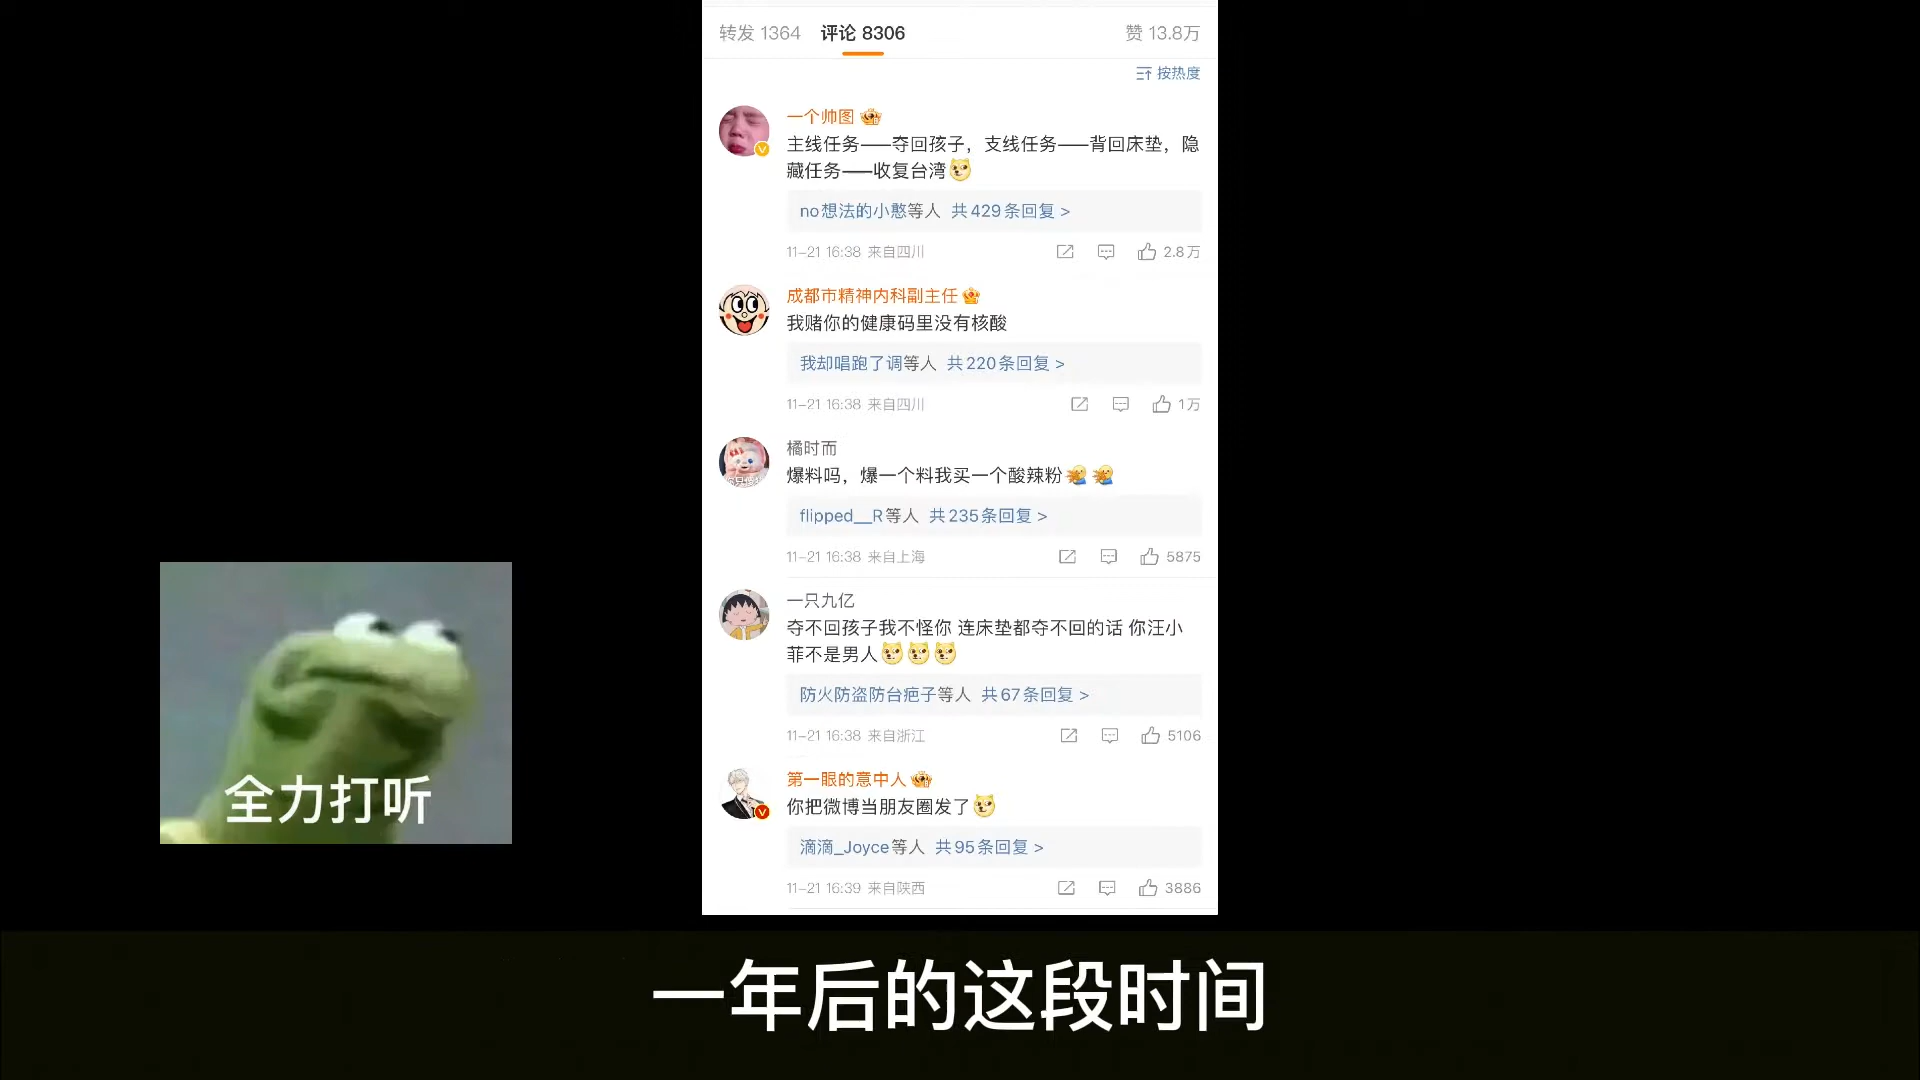 转发 1364 评论 8306 赞 13.8万
按热度
一个帅图
主线任务——夺回孩子，支线任务——背回床垫，隐
藏任务——收复台湾
no想法的小憨等人 共429条回复 >
11-21 16:38 来自四川 2.8万
成都市精神内科副主任
我赌你的健康码里没有核酸
我却唱跑了调等人 共220条回复 >
11-21 16:38 来自四川 1万
橘时而
爆料吗，爆一个料我买一个酸辣粉
flipped__R等人 共235条回复 >
11-21 16:38 来自上海 5875
一只九亿
夺不回孩子我不怪你 连床垫都夺不回的话 你汪小
菲不是男人
防火防盗防台疤子等人 共67条回复 >
11-21 16:38 来自浙江 5106
第一眼的意中人
你把微博当朋友圈发了
滴滴_Joyce等人 共95条回复 >
11-21 16:39 来自陕西 3886
全力打听
一年后的这段时间